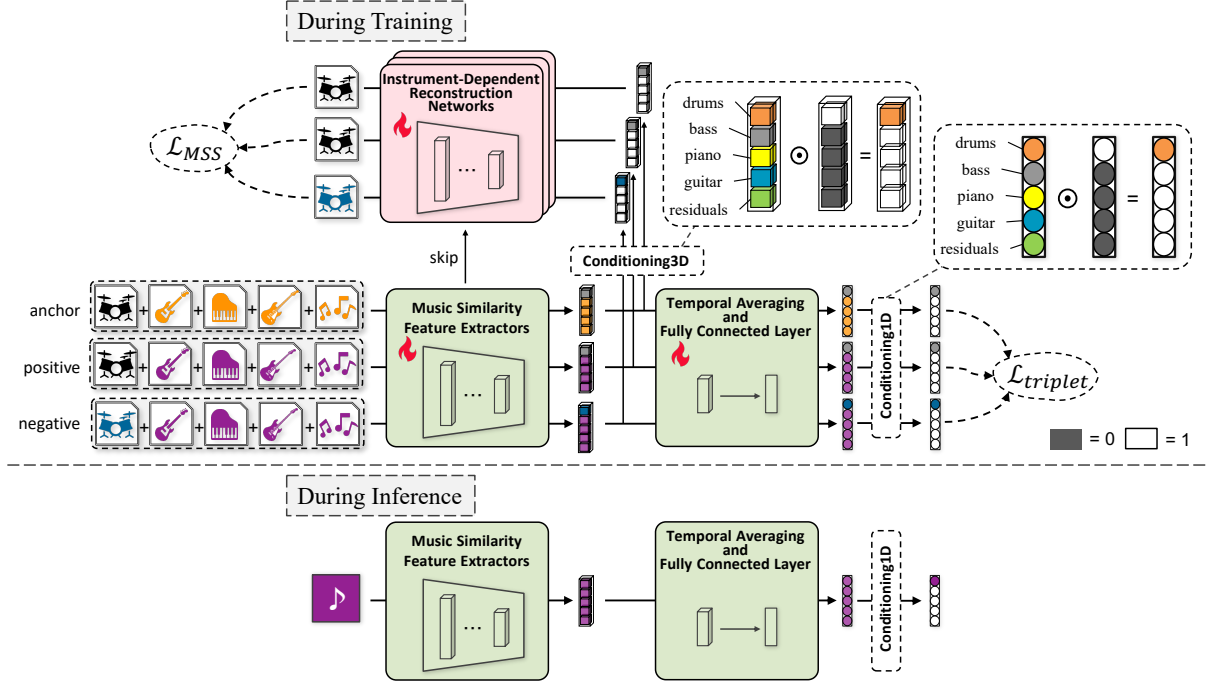 During Training
Instrument-Dependent
Reconstruction
Networks
...
ℒMSS
drums
bass
piano
guitar
residuals
⊙
=
drums
bass
piano
guitar
residuals
⊙
=
skip
Conditioning3D
anchor
+ + + +
positive
+ + + +
negative
+ + + +
Music Similarity
Feature Extractors
...
Temporal Averaging
and
Fully Connected Layer
Conditioning1D
ℒtriplet
= 0
= 1
During Inference
Music Similarity
Feature Extractors
...
Temporal Averaging
and
Fully Connected Layer
Conditioning1D